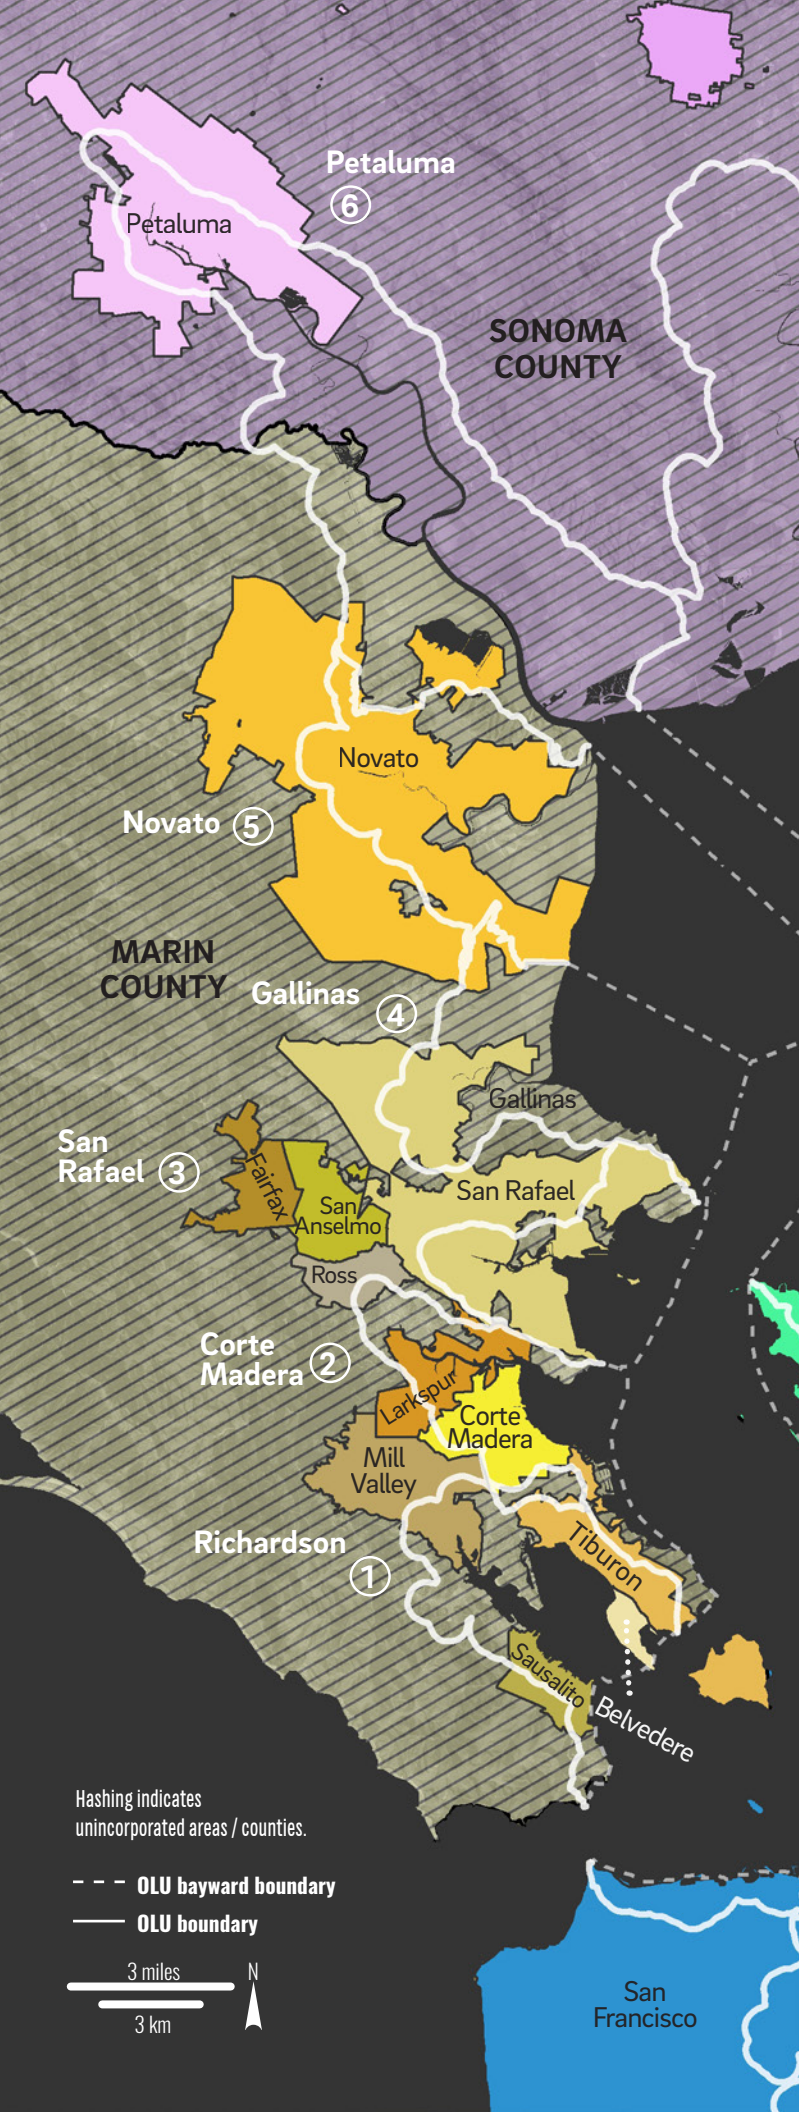 Petaluma
6
Petaluma
SONOMA
COUNTY
Novato
Novato 5
MARIN
COUNTY
Gallinas
4
Gallinas
San
Rafael 3
Fairfax
San Rafael
San
Anselmo
Ross
Corte
Madera 2
Larkspur
Corte
Madera
Mill
Valley
Richardson
1
Tiburon
Sausalito
Belvedere
Hashing indicates
unincorporated areas / counties.
OLU bayward boundary
OLU boundary
3 miles
N
3 km
San
Francisco